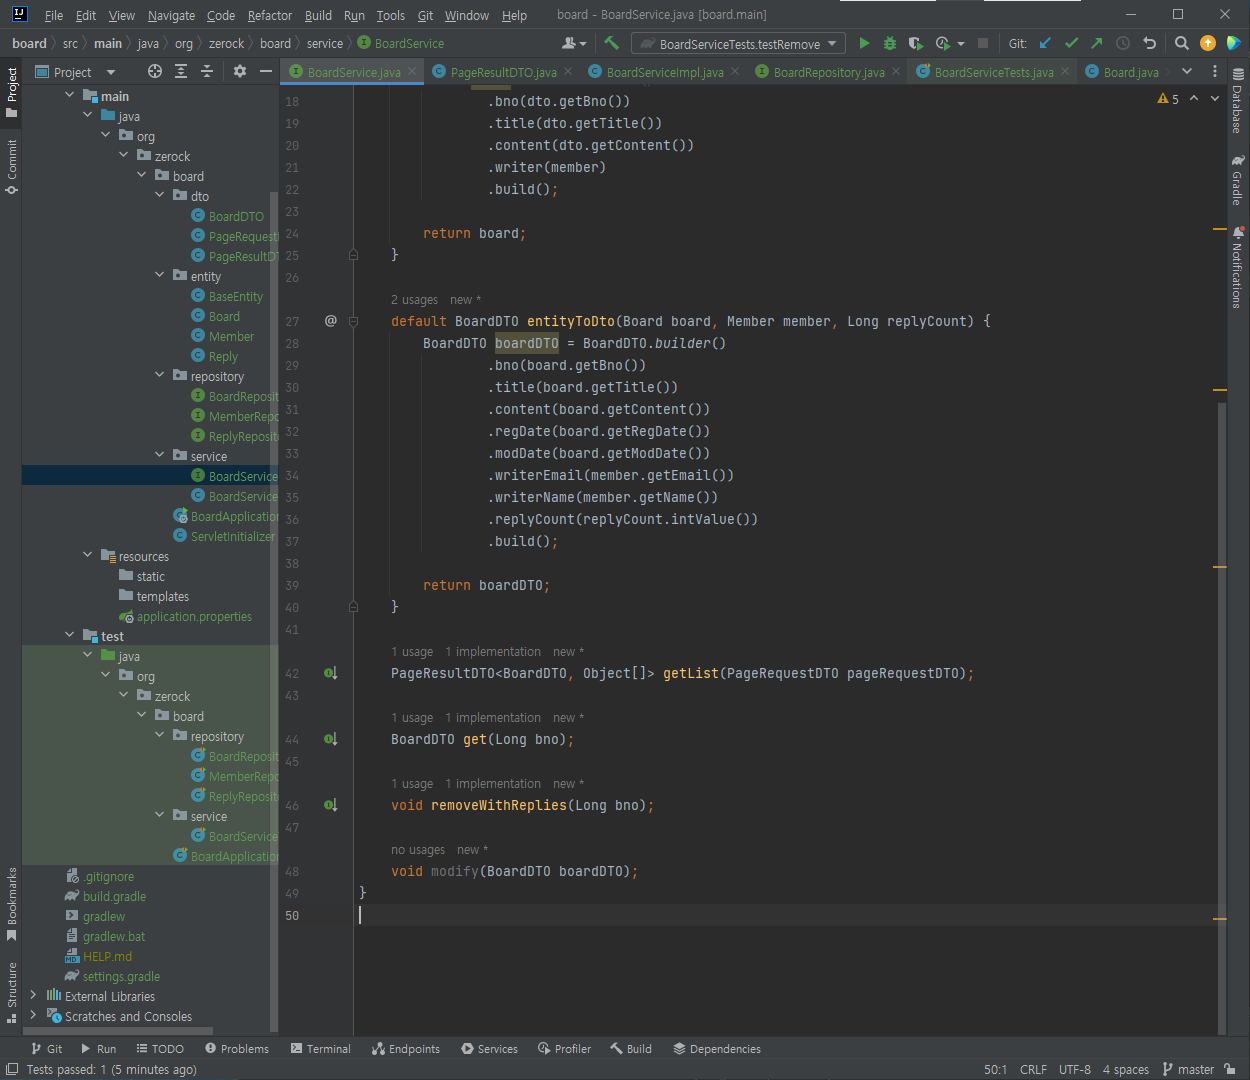 File Edit View Navigate Code Refactor Build Run Tools Git Window Help board - BoardService.java [board.main]
board src main java org zerock board service BoardService BoardServiceTests.testRemove Git:
Project
BoardService.java PageResultDTO.java BoardServiceImpl.java BoardRepository.java BoardServiceTests.java Board.java
Project
Commit
Bookmarks
Structure
main
java
org
zerock
board
dto
BoardDTO
PageRequest
PageResultDT
entity
BaseEntity
Board
Member
Reply
repository
BoardReposit
MemberRepo
ReplyReposit
service
BoardService
BoardService
BoardApplication
ServletInitializer
resources
static
templates
application.properties
test
java
org
zerock
board
repository
BoardReposit
MemberRepo
ReplyReposit
service
BoardService
BoardApplication
.gitignore
build.gradle
gradlew
gradlew.bat
HELP.md
settings.gradle
External Libraries
Scratches and Consoles
5
18 .bno(dto.getBno())
19 .title(dto.getTitle())
20 .content(dto.getContent())
21 .writer(member)
22 .build();
23
24 return board;
25 }
26
2 usages new *
27 @ default BoardDTO entityToDto(Board board, Member member, Long replyCount) {
28 BoardDTO boardDTO = BoardDTO.builder()
29 .bno(board.getBno())
30 .title(board.getTitle())
31 .content(board.getContent())
32 .regDate(board.getRegDate())
33 .modDate(board.getModDate())
34 .writerEmail(member.getEmail())
35 .writerName(member.getName())
36 .replyCount(replyCount.intValue())
37 .build();
38
39 return boardDTO;
40 }
41
1 usage 1 implementation new *
42 PageResultDTO<BoardDTO, Object[]> getList(PageRequestDTO pageRequestDTO);
43
1 usage 1 implementation new *
44 BoardDTO get(Long bno);
45
1 usage 1 implementation new *
46 void removeWithReplies(Long bno);
47
no usages new *
48 void modify(BoardDTO boardDTO);
49 }
50
Database
Gradle
Notifications
Git Run TODO Problems Terminal Endpoints Services Profiler Build Dependencies
Tests passed: 1 (5 minutes ago) 50:1 CRLF UTF-8 4 spaces master